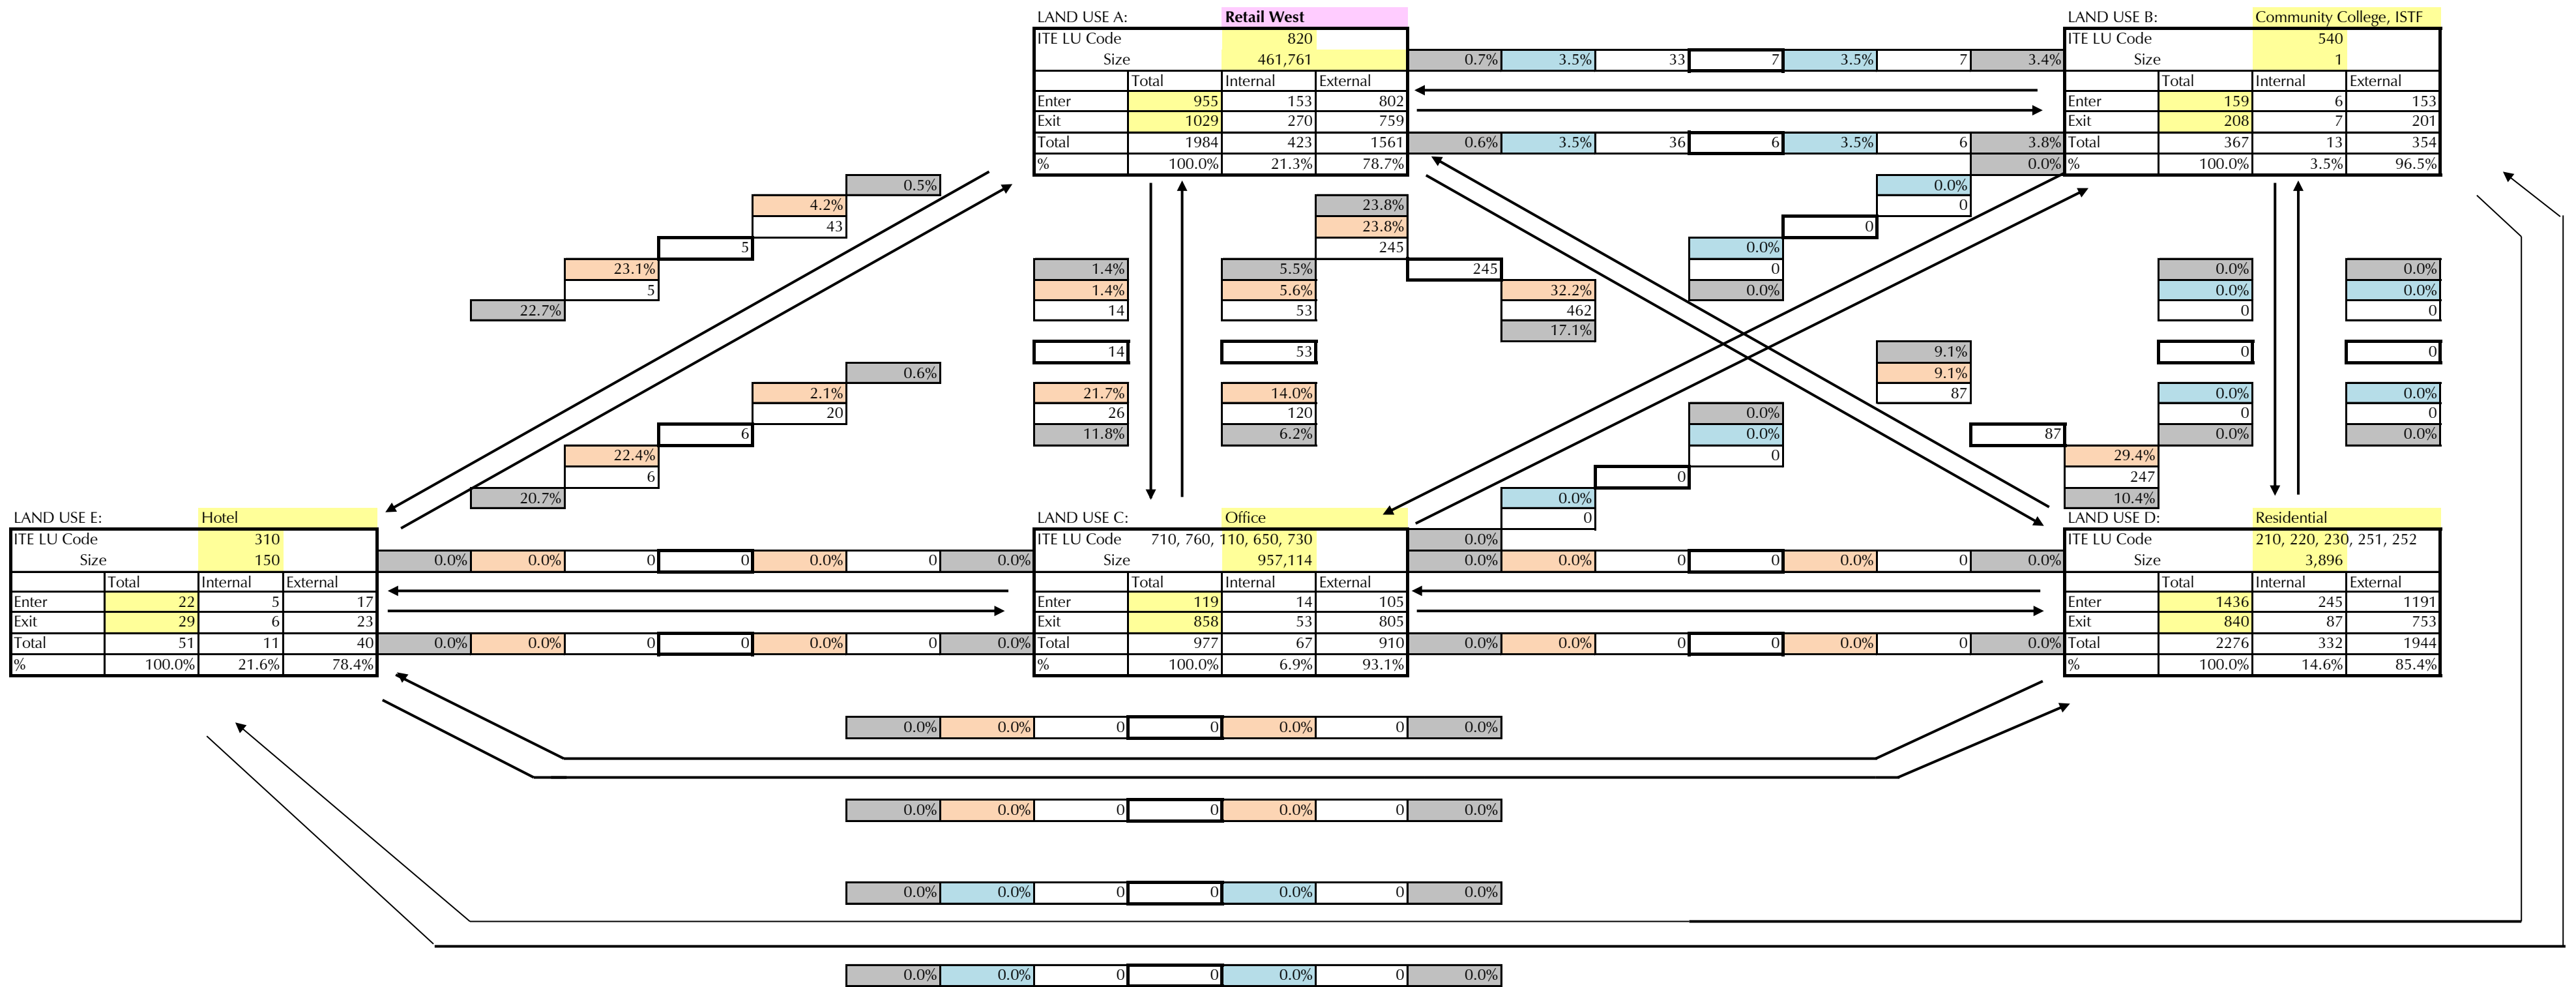 LAND USE A: Retail West LAND USE B: Community College, ISTF
ITE LU Code 820 ITE LU Code 540
Size 461,761 0.7% 3.5% 33 7 3.5% 7 3.4% Size 1
Total Internal External Total Internal External
Enter 955 153 802 Enter 159 6 153
Exit 1029 270 759 Exit 208 7 201
Total 1984 423 1561 0.6% 3.5% 36 6 3.5% 6 3.8% Total 367 13 354
% 100.0% 21.3% 78.7% 0.0% % 100.0% 3.5% 96.5%
0.5% 0.0%
4.2% 23.8% 0
43 23.8% 0
5 245 0.0%
23.1% 1.4% 5.5% 245 0 0.0% 0.0%
5 1.4% 5.6% 32.2% 0.0% 0.0% 0.0%
22.7% 14 53 462 0 0
17.1%
14 53 9.1% 0 0
0.6% 9.1%
2.1% 21.7% 14.0% 87 0.0% 0.0%
20 26 120 0.0% 0 0
6 11.8% 6.2% 0.0% 87 0.0% 0.0%
22.4% 0 29.4%
6 0 247
20.7% 0.0% 10.4%
LAND USE E: Hotel LAND USE C: Office 0 LAND USE D: Residential
ITE LU Code 310 ITE LU Code 710, 760, 110, 650, 730 0.0% ITE LU Code 210, 220, 230, 251, 252
Size 150 0.0% 0.0% 0 0 0.0% 0 0.0% Size 957,114 0.0% 0.0% 0 0 0.0% 0 0.0% Size 3,896
Total Internal External Total Internal External Total Internal External
Enter 22 5 17 Enter 119 14 105 Enter 1436 245 1191
Exit 29 6 23 Exit 858 53 805 Exit 840 87 753
Total 51 11 40 0.0% 0.0% 0 0 0.0% 0 0.0% Total 977 67 910 0.0% 0.0% 0 0 0.0% 0 0.0% Total 2276 332 1944
% 100.0% 21.6% 78.4% % 100.0% 6.9% 93.1% % 100.0% 14.6% 85.4%
0.0% 0.0% 0 0 0.0% 0 0.0%
0.0% 0.0% 0 0 0.0% 0 0.0%
0.0% 0.0% 0 0 0.0% 0 0.0%
0.0% 0.0% 0 0 0.0% 0 0.0%